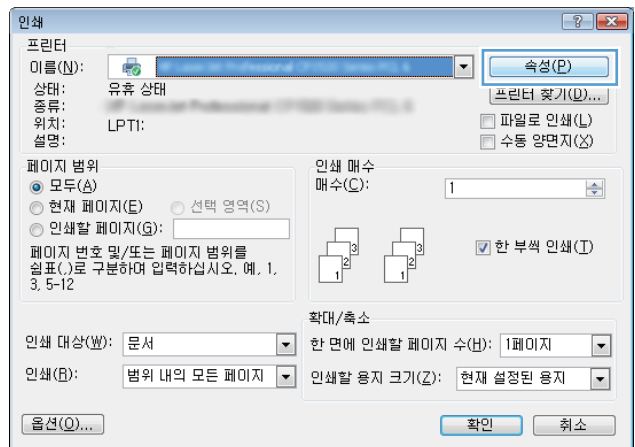 인쇄
프린터
이름(N):
속성(P)
상태: 유휴 상태
프린터 찾기(D)...
종류:
위치: LPT1:
파일로 인쇄(L)
설명:
수동 양면지(X)
페이지 범위
모두(A)
현재 페이지(E) 선택 영역(S)
인쇄할 페이지(G):
페이지 번호 및/또는 페이지 범위를
쉼표(,)로 구분하여 입력하십시오. 예, 1,
3, 5-12
인쇄 매수
매수(C): 1
3 3
2 2
1 1
한 부씩 인쇄(T)
인쇄 대상(W): 문서
인쇄(R): 범위 내의 모든 페이지
확대/축소
한 면에 인쇄할 페이지 수(H): 1페이지
인쇄할 용지 크기(Z): 현재 설정된 용지
옵션(O)...
확인 취소